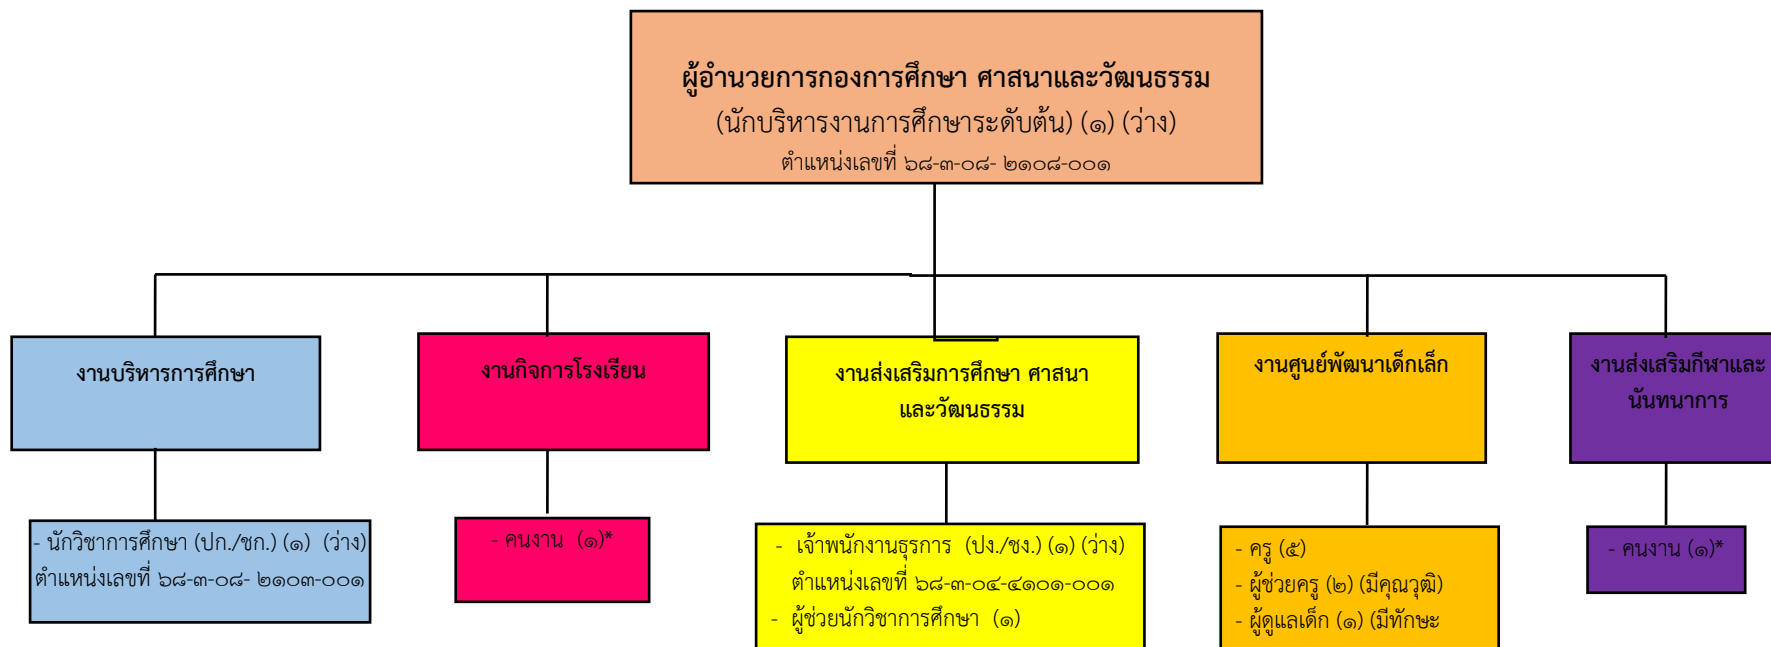 ผู้อำนวยการกองการศึกษา ศาสนาและวัฒนธรรม
(นักบริหารงานการศึกษาระดับต้น) (๑) (ว่าง)
ตำแหน่งเลขที่ ๖๘-๓-๐๘- ๒๑๐๘-๐๐๑
งานบริหารการศึกษา
งานกิจการโรงเรียน
งานส่งเสริมการศึกษา ศาสนา
และวัฒนธรรม
งานศูนย์พัฒนาเด็กเล็ก
งานส่งเสริมกีฬาและ
นันทนาการ
- นักวิชาการศึกษา (ปก./ชก.) (๑) (ว่าง)
ตำแหน่งเลขที่ ๖๘-๓-๐๘- ๒๑๐๓-๐๐๑
- คนงาน (๑)*
- เจ้าพนักงานธุรการ (ปง./ชง.) (๑) (ว่าง)
ตำแหน่งเลขที่ ๖๘-๓-๐๔-๔๑๐๑-๐๐๑
- ผู้ช่วยนักวิชาการศึกษา (๑)
- ครู (๕)
- ผู้ช่วยครู (๒) (มีคุณวุฒิ)
- ผู้ดูแลเด็ก (๑) (มีทักษะ
- คนงาน (๑)*